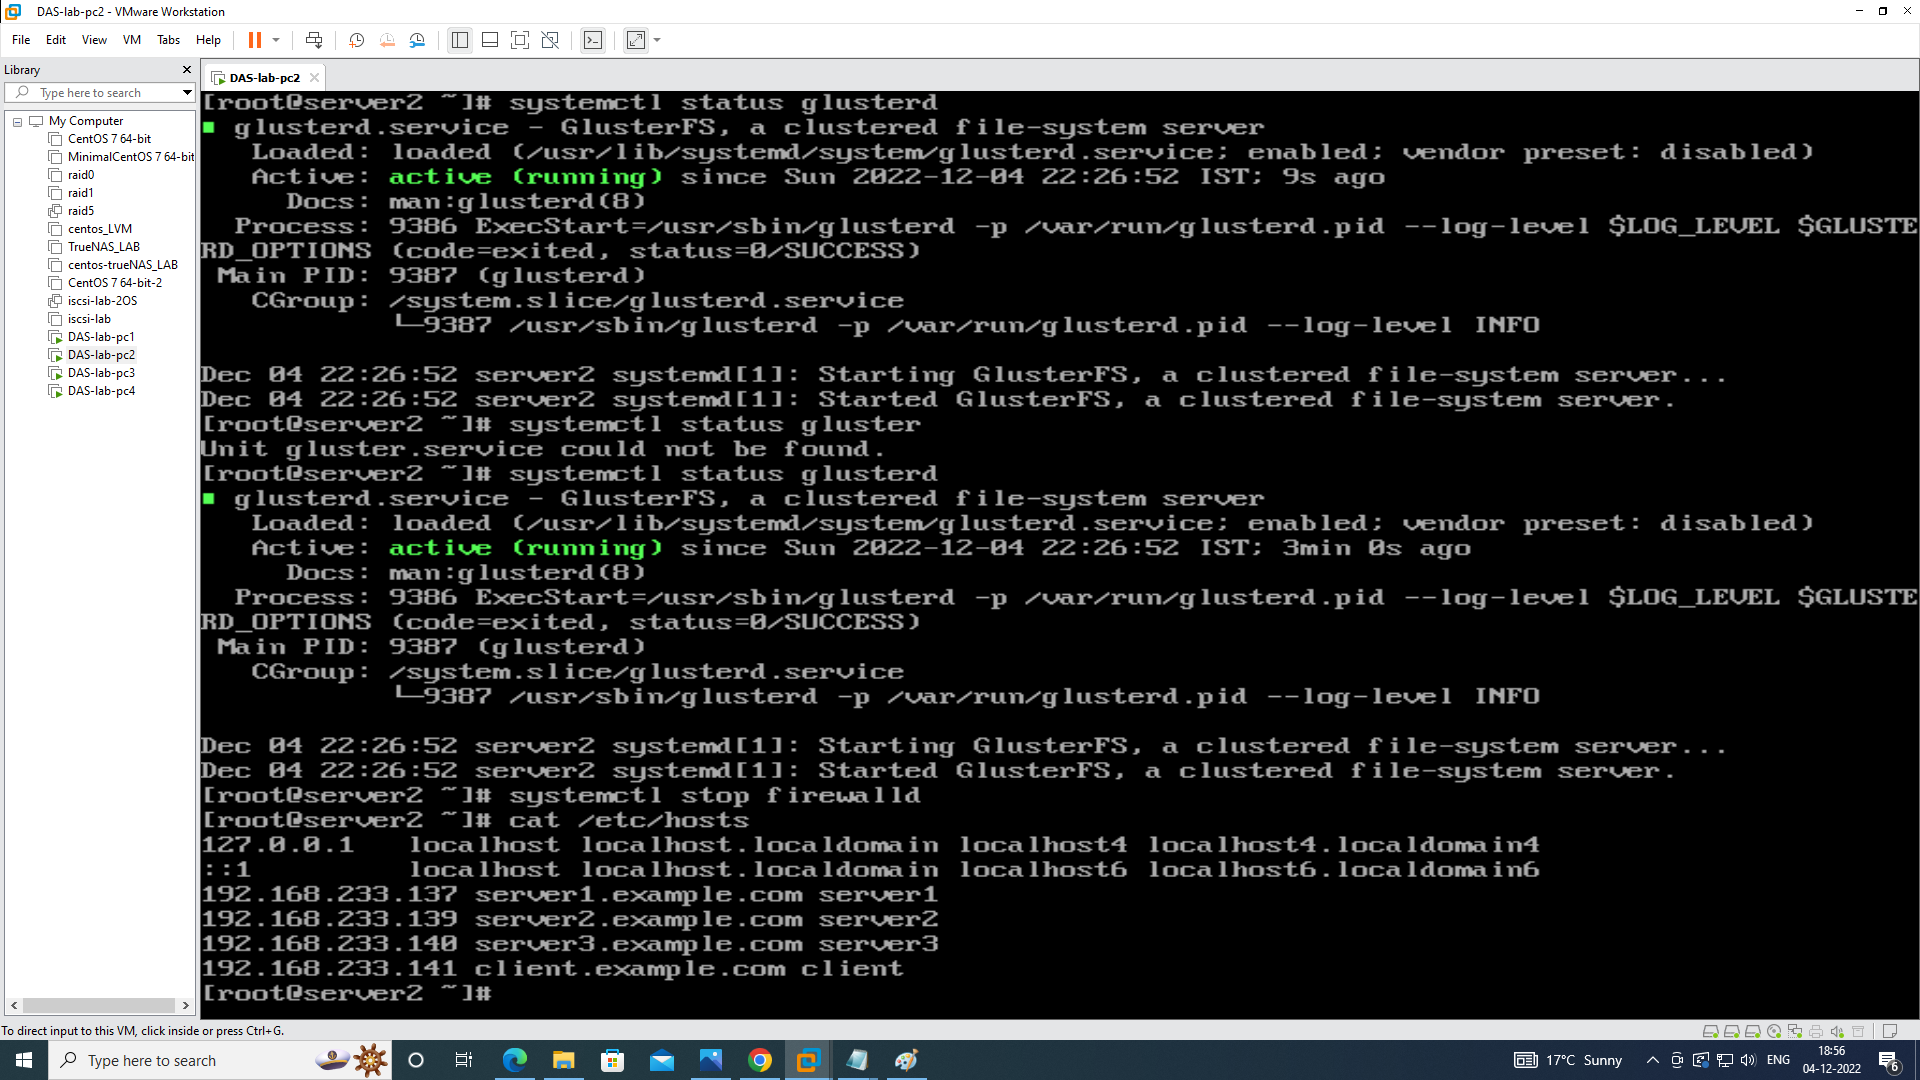 DAS-lab-pc2 - VMware Workstation
File Edit View VM Tabs Help
Library
Type here to search
My Computer
CentOS 7 64-bit
MinimalCentOS 7 64-bit
raid0
raid1
raid5
centos_LVM
TrueNAS_LAB
centos-trueNAS_LAB
CentOS 7 64-bit-2
iscsi-lab-2OS
iscsi-lab
DAS-lab-pc1
DAS-lab-pc2
DAS-lab-pc3
DAS-lab-pc4
DAS-lab-pc2
[root@server2 ~]# systemctl status glusterd
glusterd.service - GlusterFS, a clustered file-system server
Loaded: loaded (/usr/lib/systemd/system/glusterd.service; enabled; vendor preset: disabled)
Active: active (running) since Sun 2022-12-04 22:26:52 IST; 9s ago
Docs: man:glusterd(8)
Process: 9386 ExecStart=/usr/sbin/glusterd -p /var/run/glusterd.pid --log-level $LOG_LEVEL $GLUSTE
RD_OPTIONS (code=exited, status=0/SUCCESS)
Main PID: 9387 (glusterd)
CGroup: /system.slice/glusterd.service
└─9387 /usr/sbin/glusterd -p /var/run/glusterd.pid --log-level INFO
Dec 04 22:26:52 server2 systemd[1]: Starting GlusterFS, a clustered file-system server...
Dec 04 22:26:52 server2 systemd[1]: Started GlusterFS, a clustered file-system server.
[root@server2 ~]# systemctl status gluster
Unit gluster.service could not be found.
[root@server2 ~]# systemctl status glusterd
glusterd.service - GlusterFS, a clustered file-system server
Loaded: loaded (/usr/lib/systemd/system/glusterd.service; enabled; vendor preset: disabled)
Active: active (running) since Sun 2022-12-04 22:26:52 IST; 3min 0s ago
Docs: man:glusterd(8)
Process: 9386 ExecStart=/usr/sbin/glusterd -p /var/run/glusterd.pid --log-level $LOG_LEVEL $GLUSTE
RD_OPTIONS (code=exited, status=0/SUCCESS)
Main PID: 9387 (glusterd)
CGroup: /system.slice/glusterd.service
└─9387 /usr/sbin/glusterd -p /var/run/glusterd.pid --log-level INFO
Dec 04 22:26:52 server2 systemd[1]: Starting GlusterFS, a clustered file-system server...
Dec 04 22:26:52 server2 systemd[1]: Started GlusterFS, a clustered file-system server.
[root@server2 ~]# systemctl stop firewalld
[root@server2 ~]# cat /etc/hosts
127.0.0.1   localhost localhost.localdomain localhost4 localhost4.localdomain4
::1         localhost localhost.localdomain localhost6 localhost6.localdomain6
192.168.233.137 server1.example.com server1
192.168.233.139 server2.example.com server2
192.168.233.140 server3.example.com server3
192.168.233.141 client.example.com client
[root@server2 ~]#
To direct input to this VM, click inside or press Ctrl+G.
Type here to search
17°C Sunny
ENG
18:56
04-12-2022
6